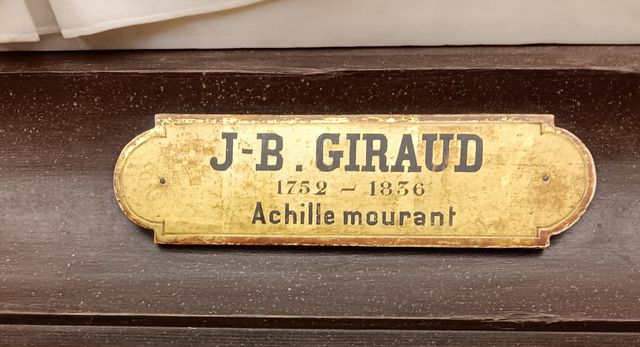 J-B. GIRAUD
1752 - 1836
Achille mourant